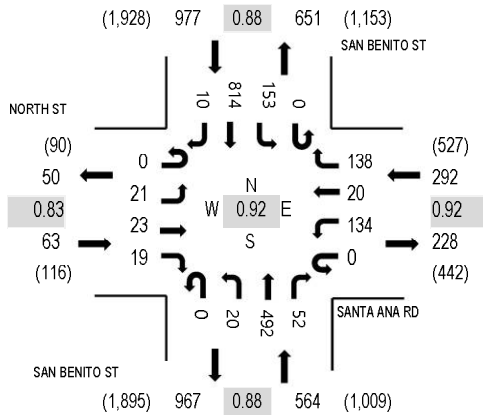 (1,928) 977 0.88 651 (1,153)
SAN BENITO ST
NORTH ST
10 814 153 0
(90)
50
0.83
63
(116)
0
21
23
19
N
W 0.92 E
S
138
20
134
0
(527)
292
0.92
228
(442)
0 20 492 52
SANTA ANA RD
SAN BENITO ST
(1,895) 967 0.88 564 (1,009)